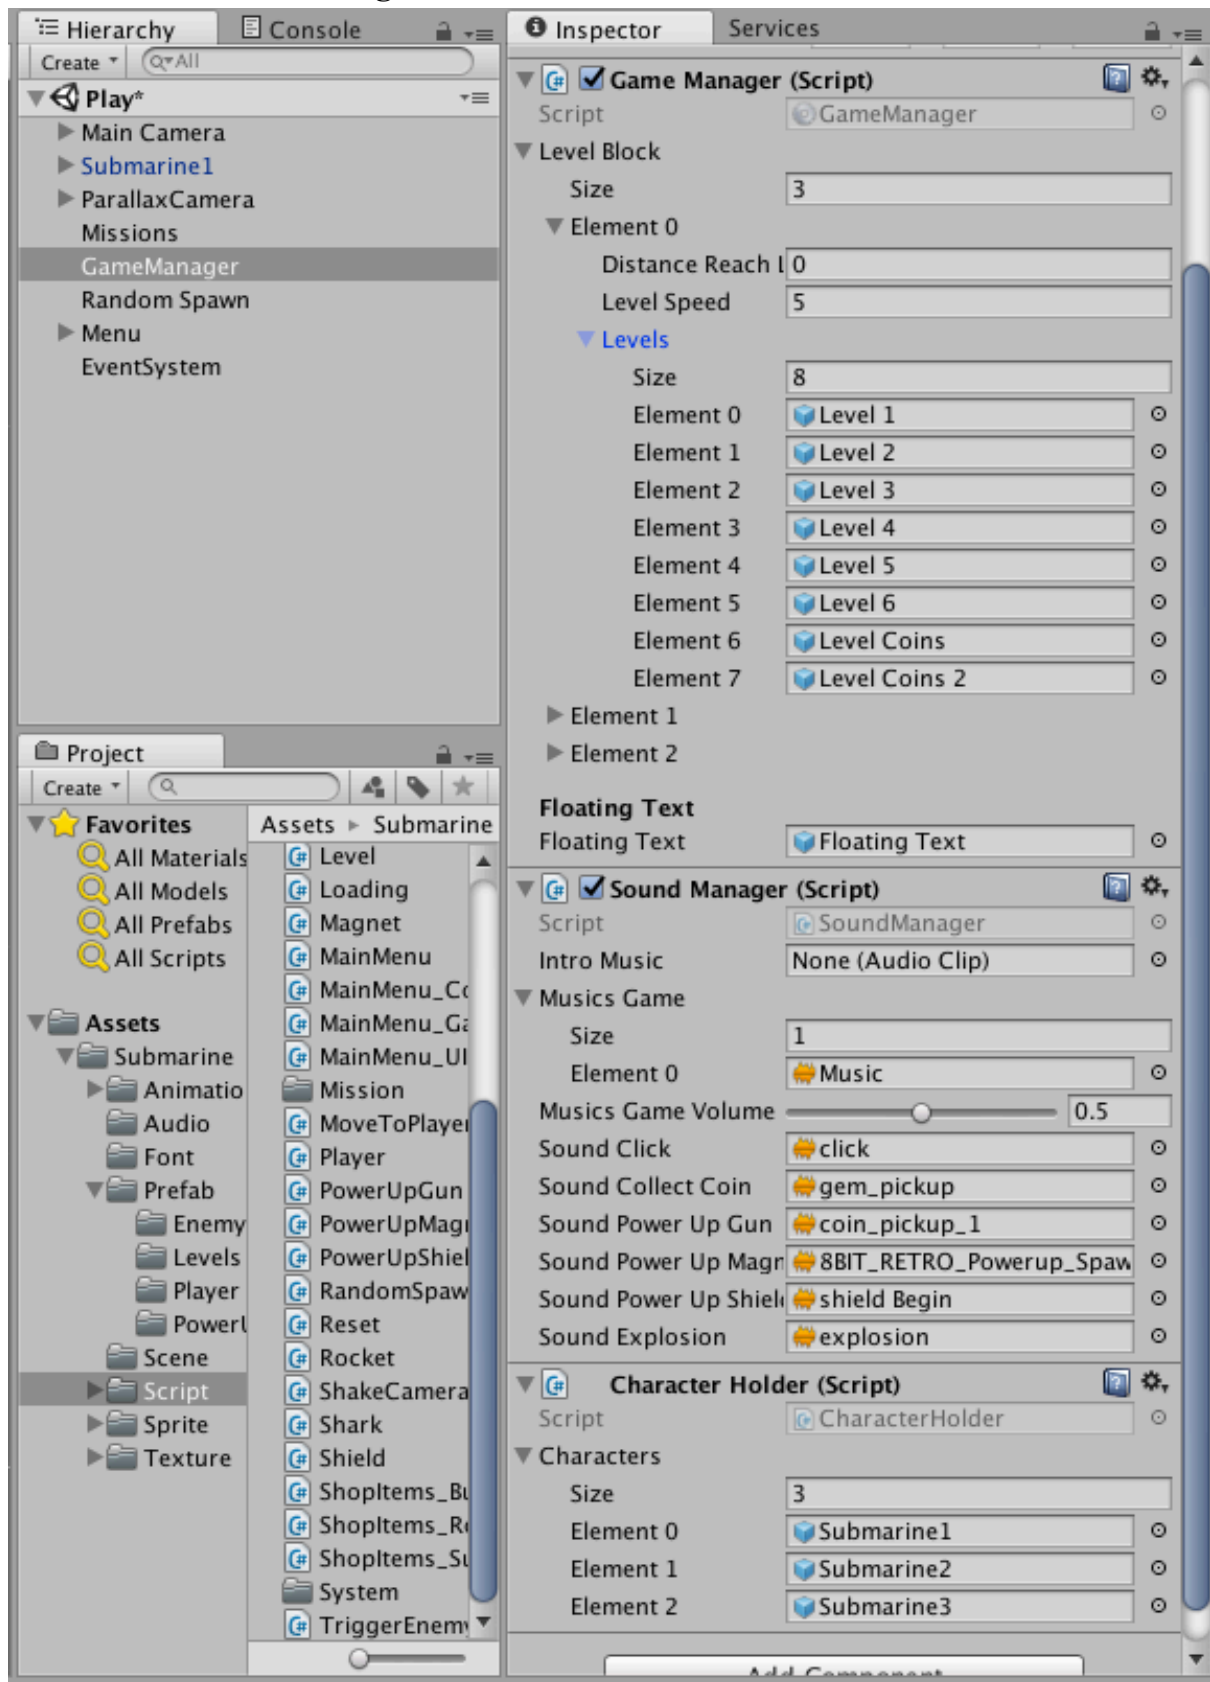 Hierarchy
Console
Create
All
Play*
Main Camera
Submarine1
ParallaxCamera
Missions
GameManager
Random Spawn
Menu
EventSystem
Project
Create
Favorites
All Materials
All Models
All Prefabs
All Scripts
Assets
Submarine
Animatio
Audio
Font
Prefab
Enemy
Levels
Player
Power
Scene
Script
Sprite
Texture
Assets Submarine
Level
Loading
Magnet
MainMenu
MainMenu_Co
MainMenu_Ga
MainMenu_UI
Mission
MoveToPlayer
Player
PowerUpGun
PowerUpMagn
PowerUpShiel
RandomSpaw
Reset
Rocket
ShakeCamera
Shark
Shield
ShopItems_Bu
ShopItems_Re
ShopItems_Su
System
TriggerEnemy
Inspector
Services
Game Manager (Script)
Script GameManager
Level Block
Size 3
Element 0
Distance Reach L 0
Level Speed 5
Levels
Size 8
Element 0 Level 1
Element 1 Level 2
Element 2 Level 3
Element 3 Level 4
Element 4 Level 5
Element 5 Level 6
Element 6 Level Coins
Element 7 Level Coins 2
Element 1
Element 2
Floating Text
Floating Text Floating Text
Sound Manager (Script)
Script SoundManager
Intro Music None (Audio Clip)
Musics Game
Size 1
Element 0 Music
Musics Game Volume 0.5
Sound Click click
Sound Collect Coin gem_pickup
Sound Power Up Gun coin_pickup_1
Sound Power Up Magn 8BIT_RETRO_Powerup_Spaw
Sound Power Up Shield shield Begin
Sound Explosion explosion
Character Holder (Script)
Script CharacterHolder
Characters
Size 3
Element 0 Submarine1
Element 1 Submarine2
Element 2 Submarine3
Add Component